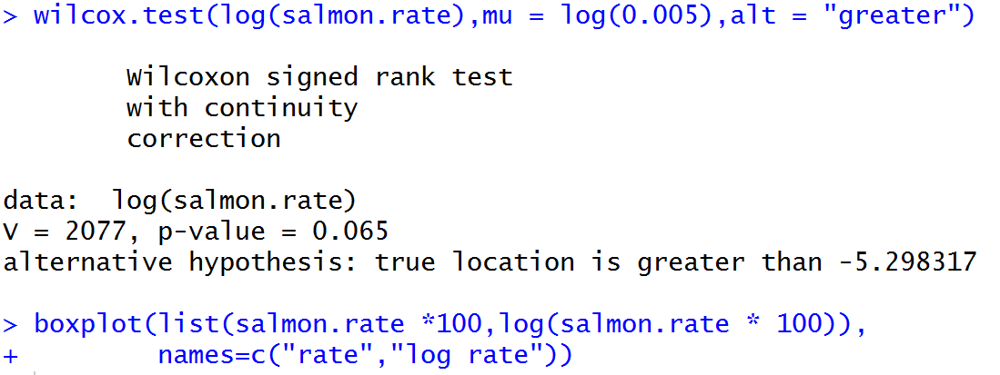 > wilcox.test(log(salmon.rate),mu = log(0.005),alt = "greater")
Wilcoxon signed rank test
with continuity
correction
data:  log(salmon.rate)
V = 2077, p-value = 0.065
alternative hypothesis: true location is greater than -5.298317
> boxplot(list(salmon.rate *100,log(salmon.rate * 100)),
+         names=c("rate","log rate"))